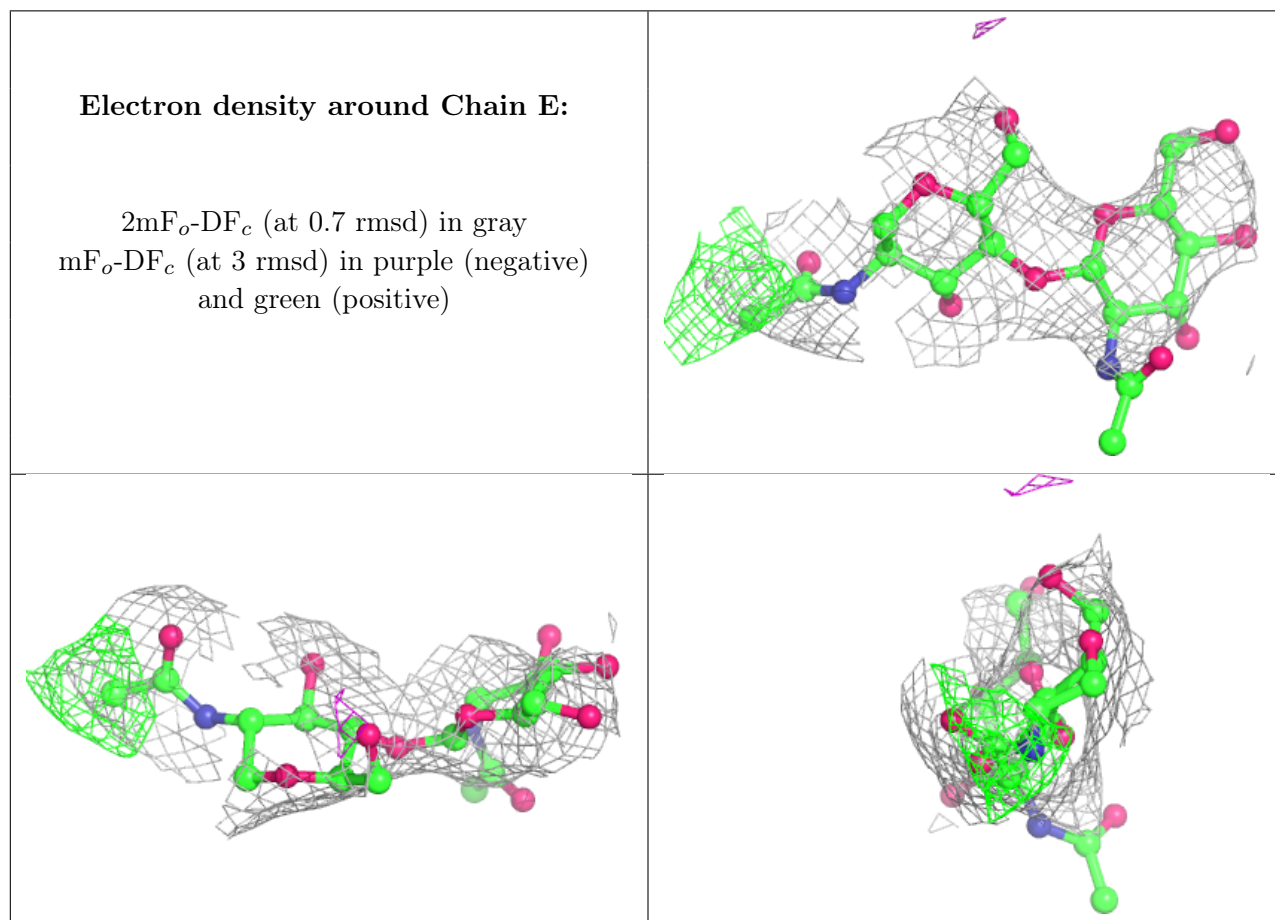 Electron density around Chain E:
2mFo-DFc (at 0.7 rmsd) in gray
mFo-DFc (at 3 rmsd) in purple (negative)
and green (positive)